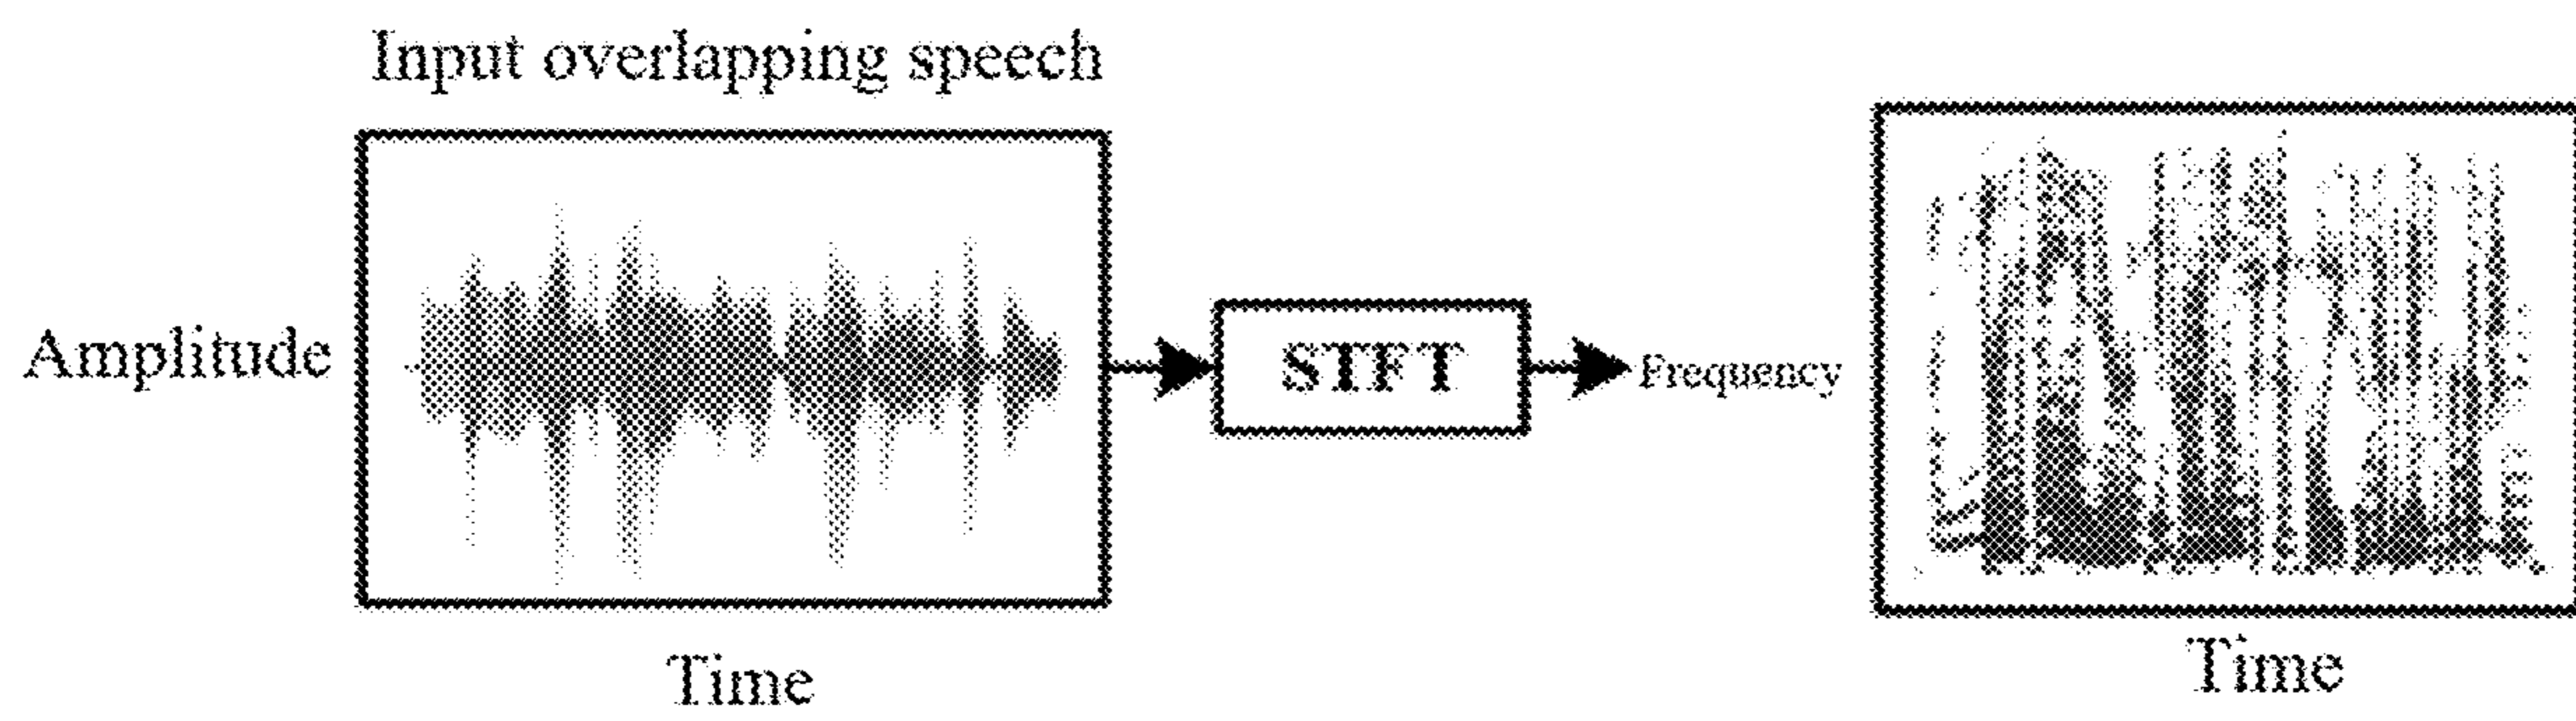 Input overlapping speech
Amplitude
STFT
Frequency
Time
Time